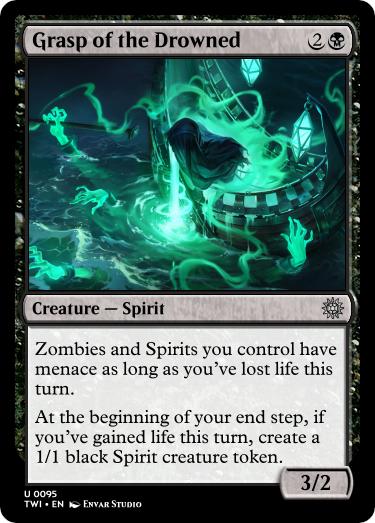 Grasp of the Drowned 2
Creature — Spirit
Zombies and Spirits you control have
menace as long as you've lost life this
turn.
At the beginning of your end step, if
you've gained life this turn, create a
1/1 black Spirit creature token.
3/2
U 0095
TWI • EN Envar Studio